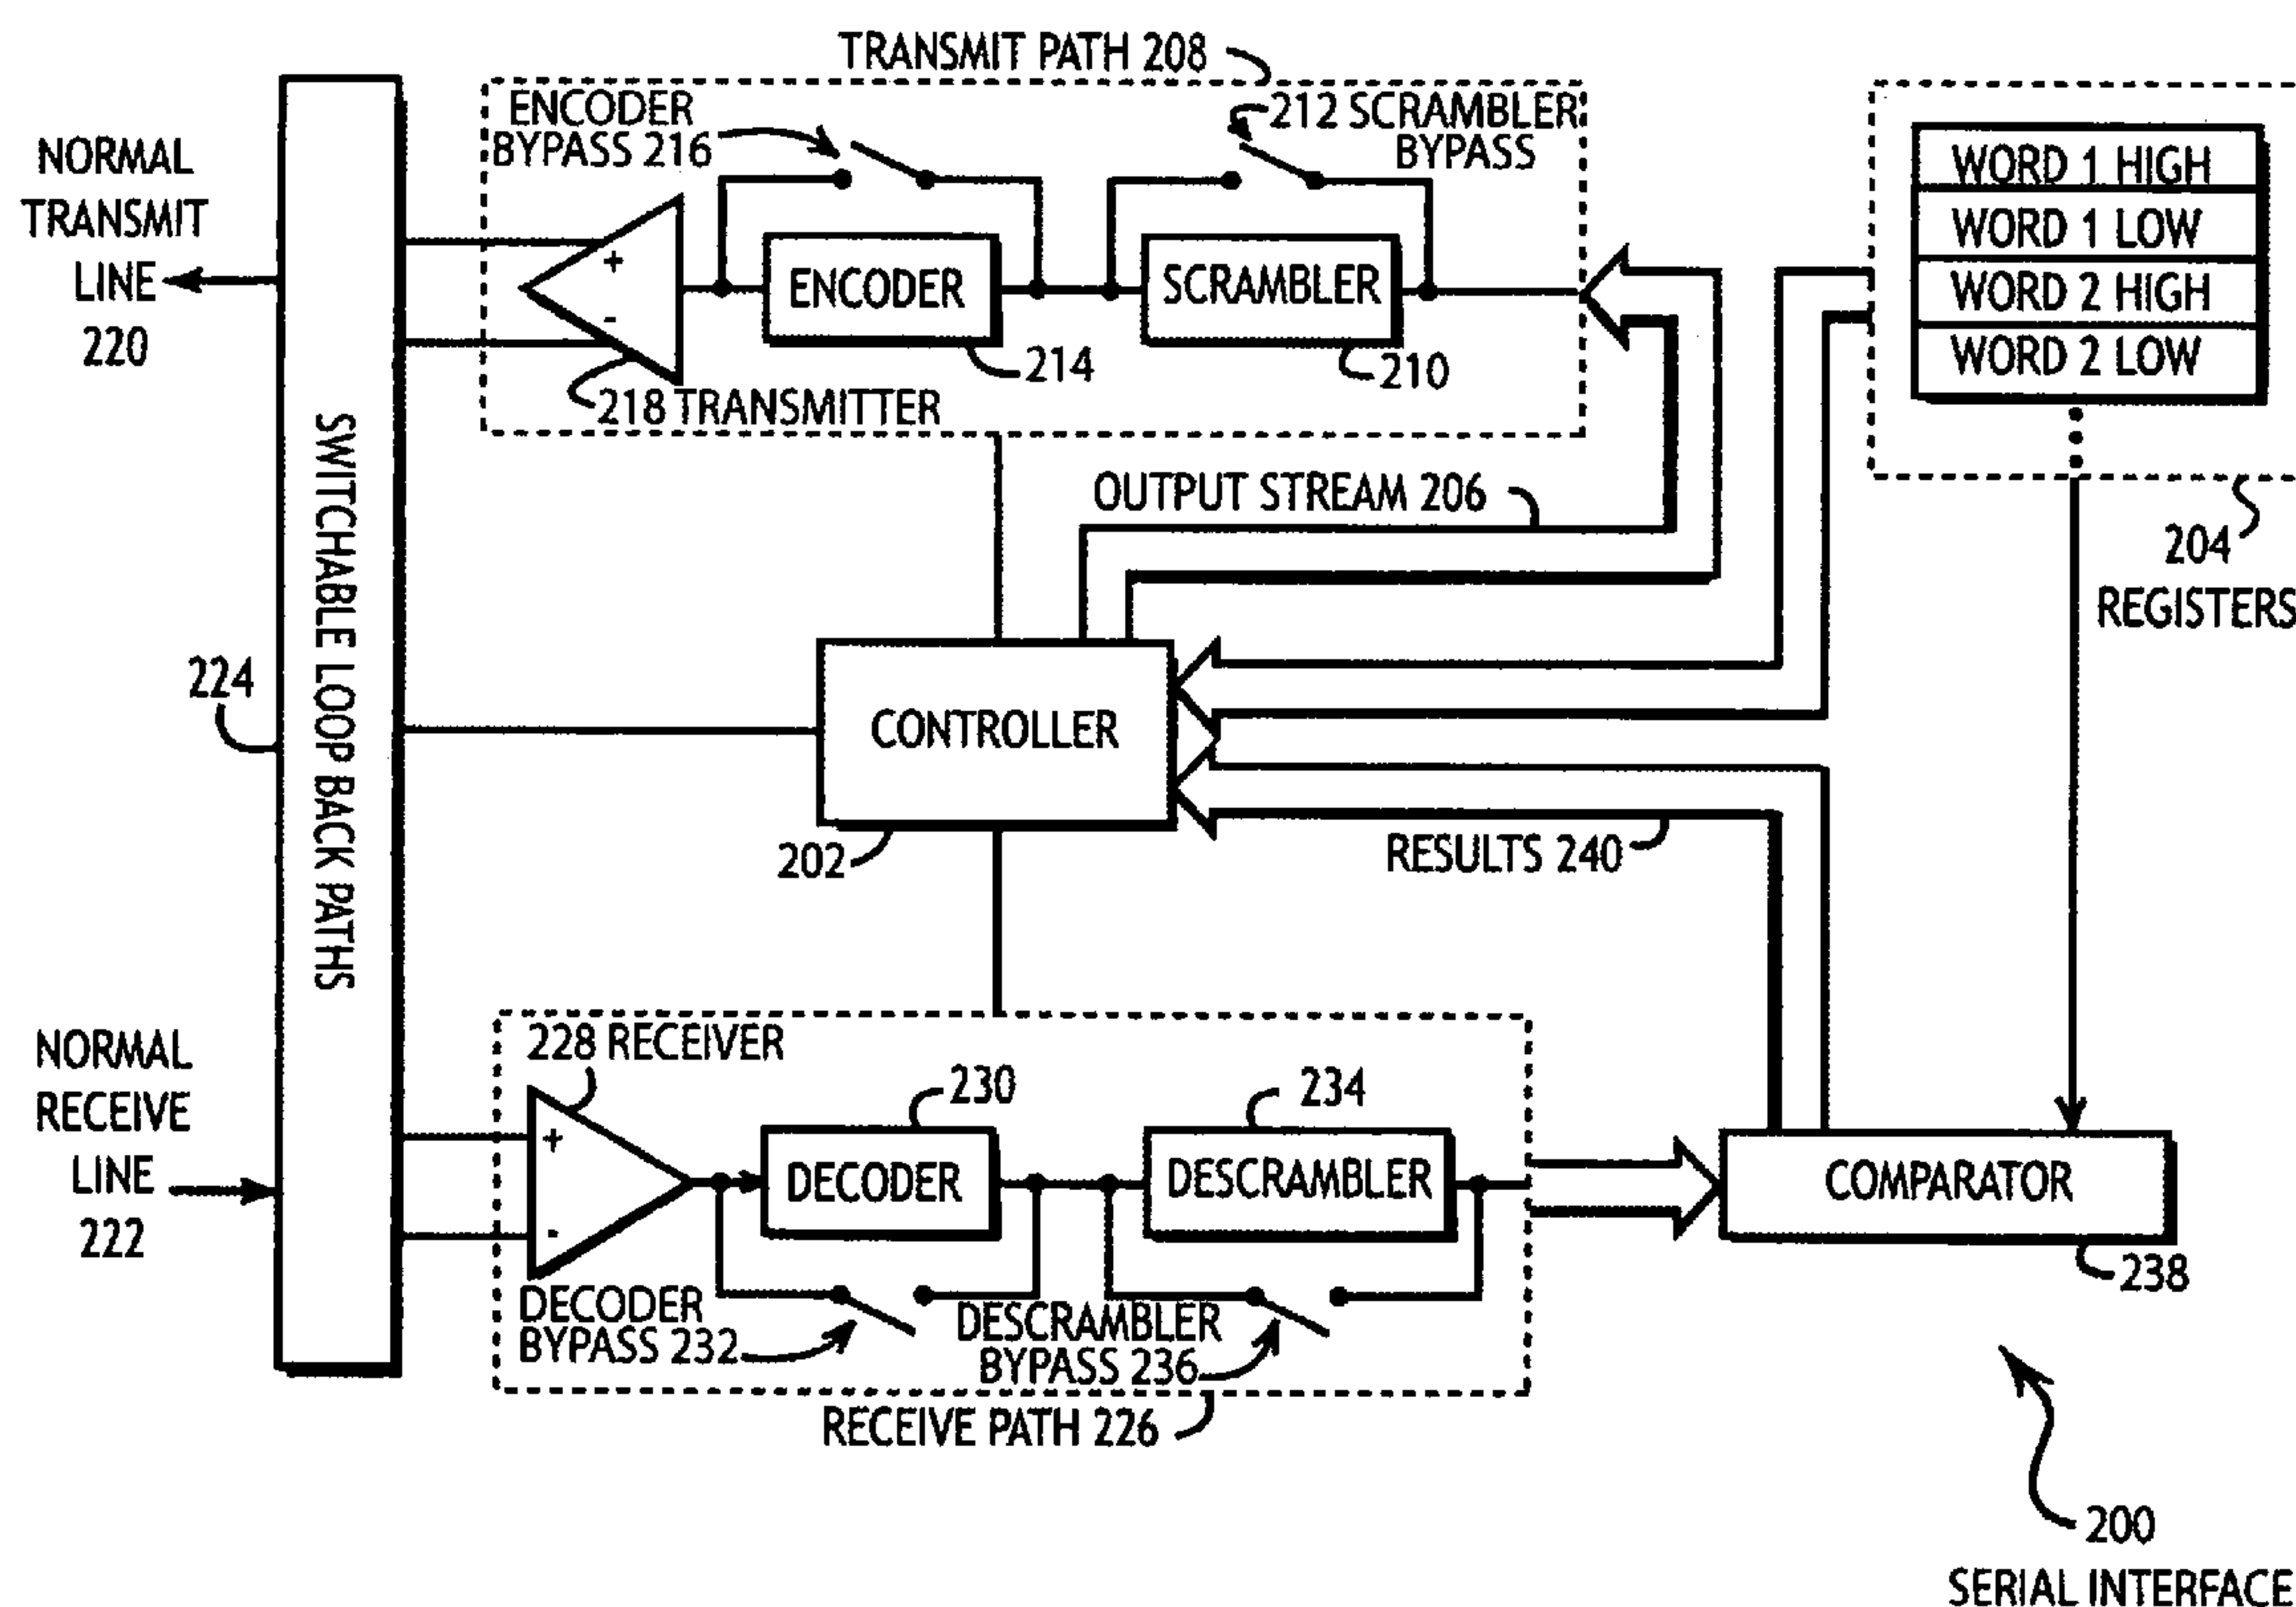 TRANSMIT PATH 208
ENCODER
BYPASS 216
212 SCRAMBLER
BYPASS
NORMAL
TRANSMIT
LINE
220
+
-
ENCODER
SCRAMBLER
214
210
218 TRANSMITTER
WORD 1 HIGH
WORD 1 LOW
WORD 2 HIGH
WORD 2 LOW
204
REGISTERS
OUTPUT STREAM 206
SWITCHABLE LOOP BACK PATHS
224
CONTROLLER
202
RESULTS 240
NORMAL
RECEIVE
LINE
222
228 RECEIVER
230
234
+
-
DECODER
DESCRAMBLER
COMPARATOR
238
DECODER
BYPASS 232
DESCRAMBLER
BYPASS 236
RECEIVE PATH 226
200
SERIAL INTERFACE